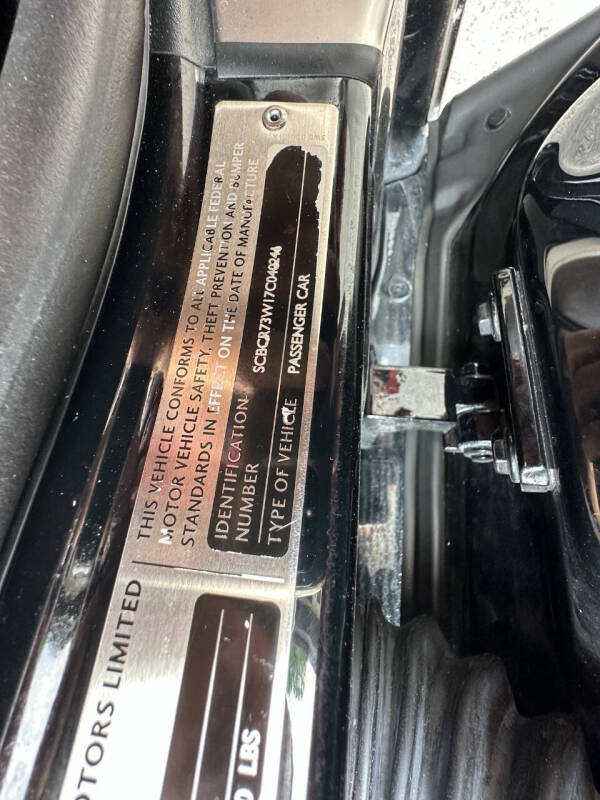 THIS VEHICLE CONFORMS TO ALL APPLICABLE FEDERAL
MOTOR VEHICLE SAFETY, THEFT PREVENTION AND BUMPER
STANDARDS IN EFFECT ON THE DATE OF MANUFACTURE
IDENTIFICATION SCBCR73W17C049246
NUMBER
TYPE OF VEHICLE PASSENGER CAR
OTORS LIMITED
LBS